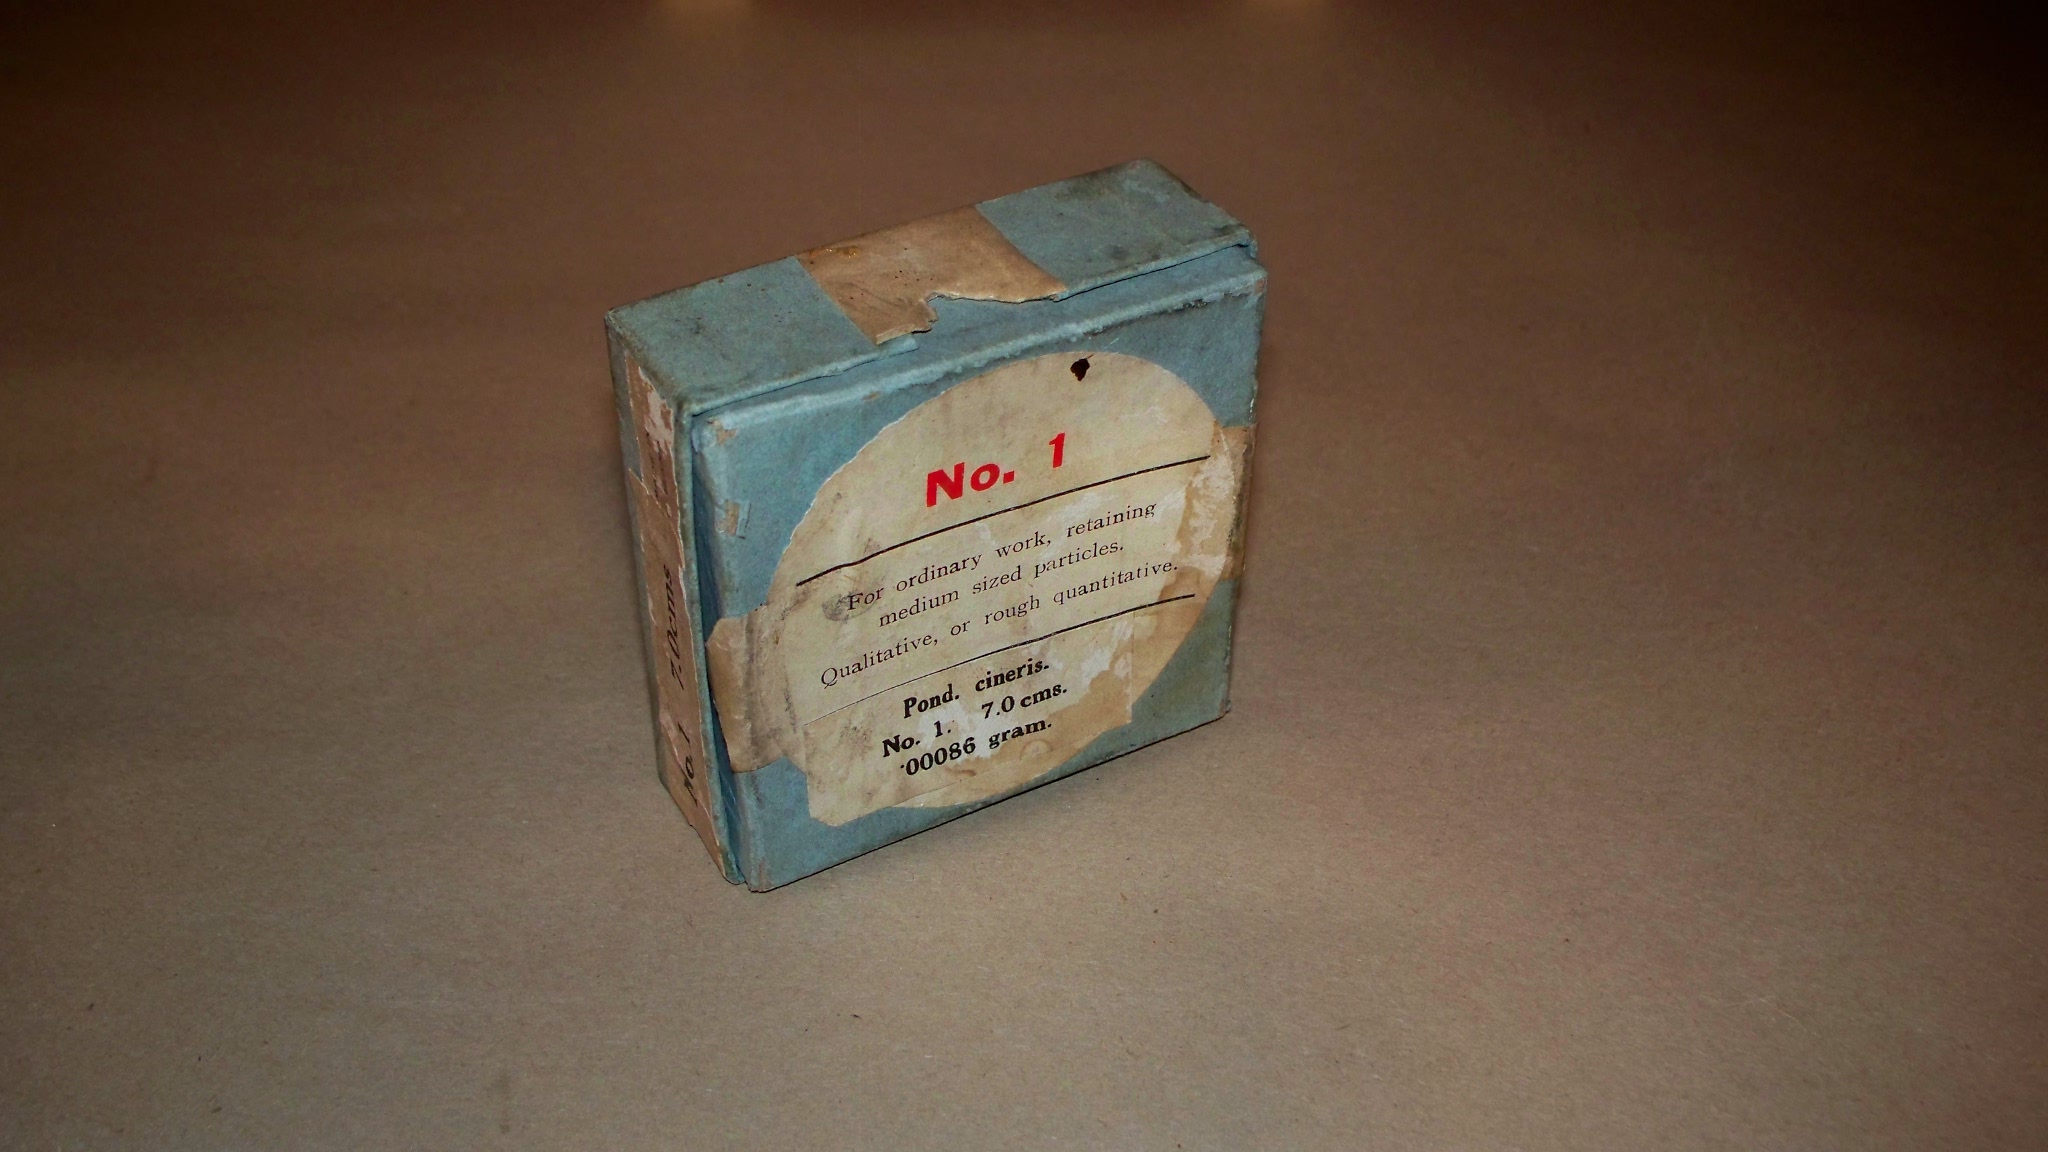 No. 1
For ordinary work, retaining
medium sized particles.
Qualitative, or rough quantitative.
Pond. cineris.
No. 1. 7.0 cms.
·00086 gram.
No. 1 7.0cms